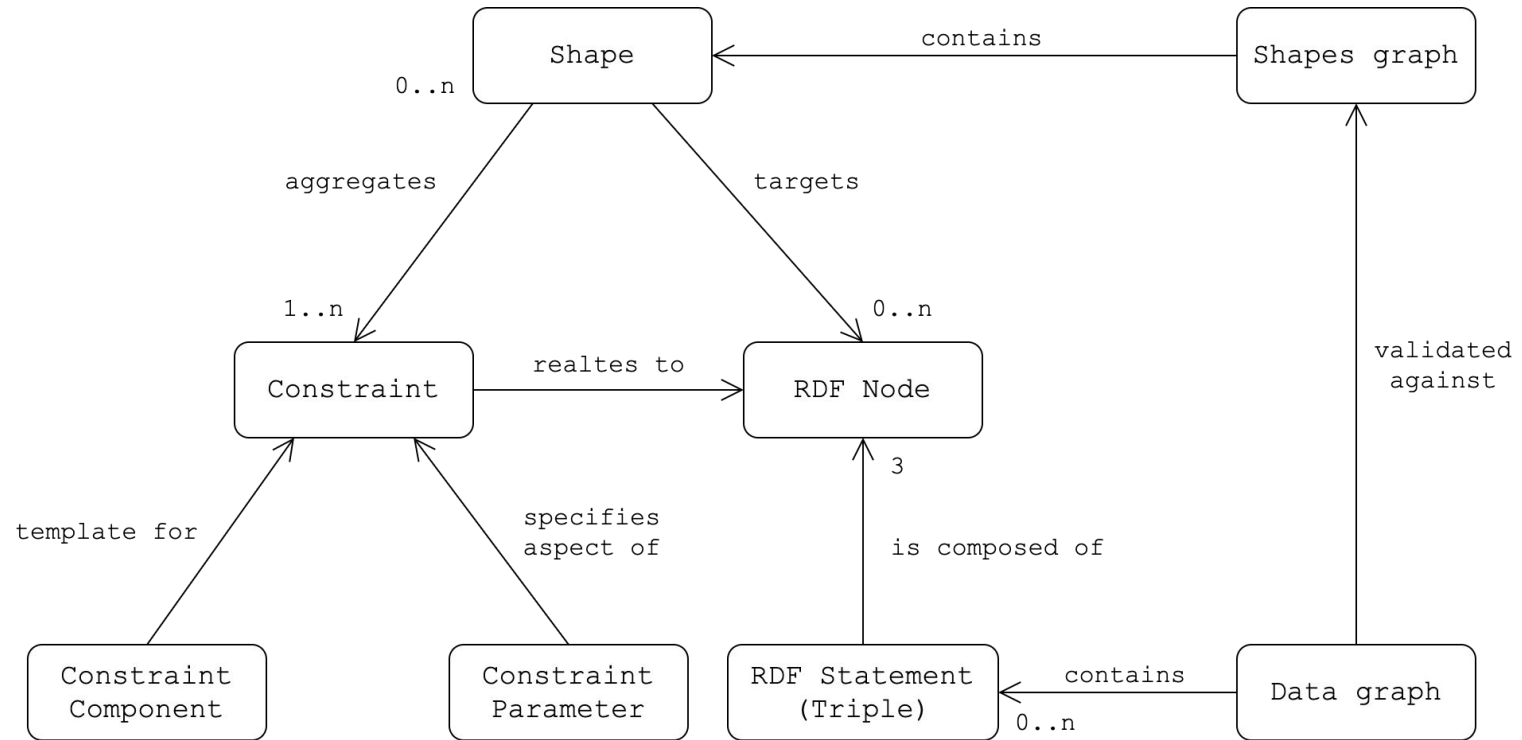 contains
Shape
Shapes graph
0..n
aggregates
targets
1..n
0..n
validated
against
realtes to
Constraint
RDF Node
3
specifies
aspect of
template for
is composed of
Constraint
Component
Constraint
Parameter
RDF Statement
(Triple)
contains
Data graph
0..n